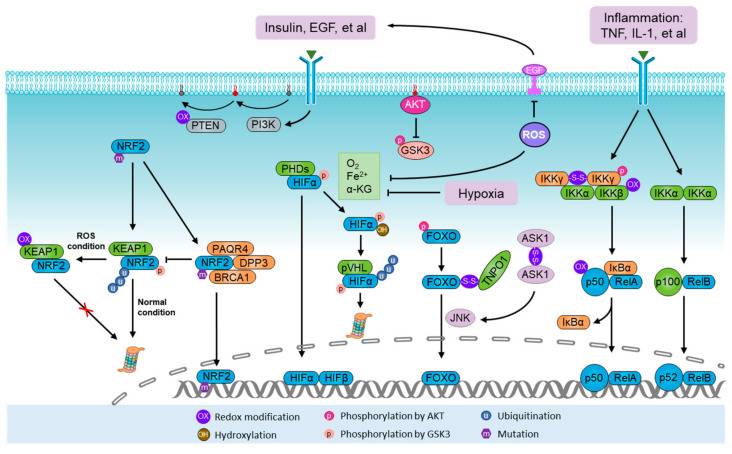 Insulin, EGF, et al
Inflammation:
TNF, IL-1, et al
EGF
OX
PTEN
PI3K
AKT
p
GSK3
ROS
NRF2
m
PHDs
HIFα
p
O2
Fe2+
α-KG
Hypoxia
IKKγ
-S-S-
IKKγ
p
IKKα
IKKβ
OX
IKKα
IKKα
HIFα
p
OH
p
FOXO
ASK1
S-S
ASK1
OX
KEAP1
NRF2
ROS
condition
KEAP1
NRF2
p
u
u
u
Normal
condition
PAQR4
NRF2
DPP3
m
BRCA1
pVHL
HIFα
p
u
u
u
FOXO
-S-S-
TNPO1
JNK
OX
IκBα
p50
RelA
p100
RelB
IκBα
NRF2
m
HIFα
HIFβ
FOXO
p50
RelA
p52
RelB
OX Redox modification
p Phosphorylation by AKT
u Ubiquitination
OH Hydroxylation
p Phosphorylation by GSK3
m Mutation